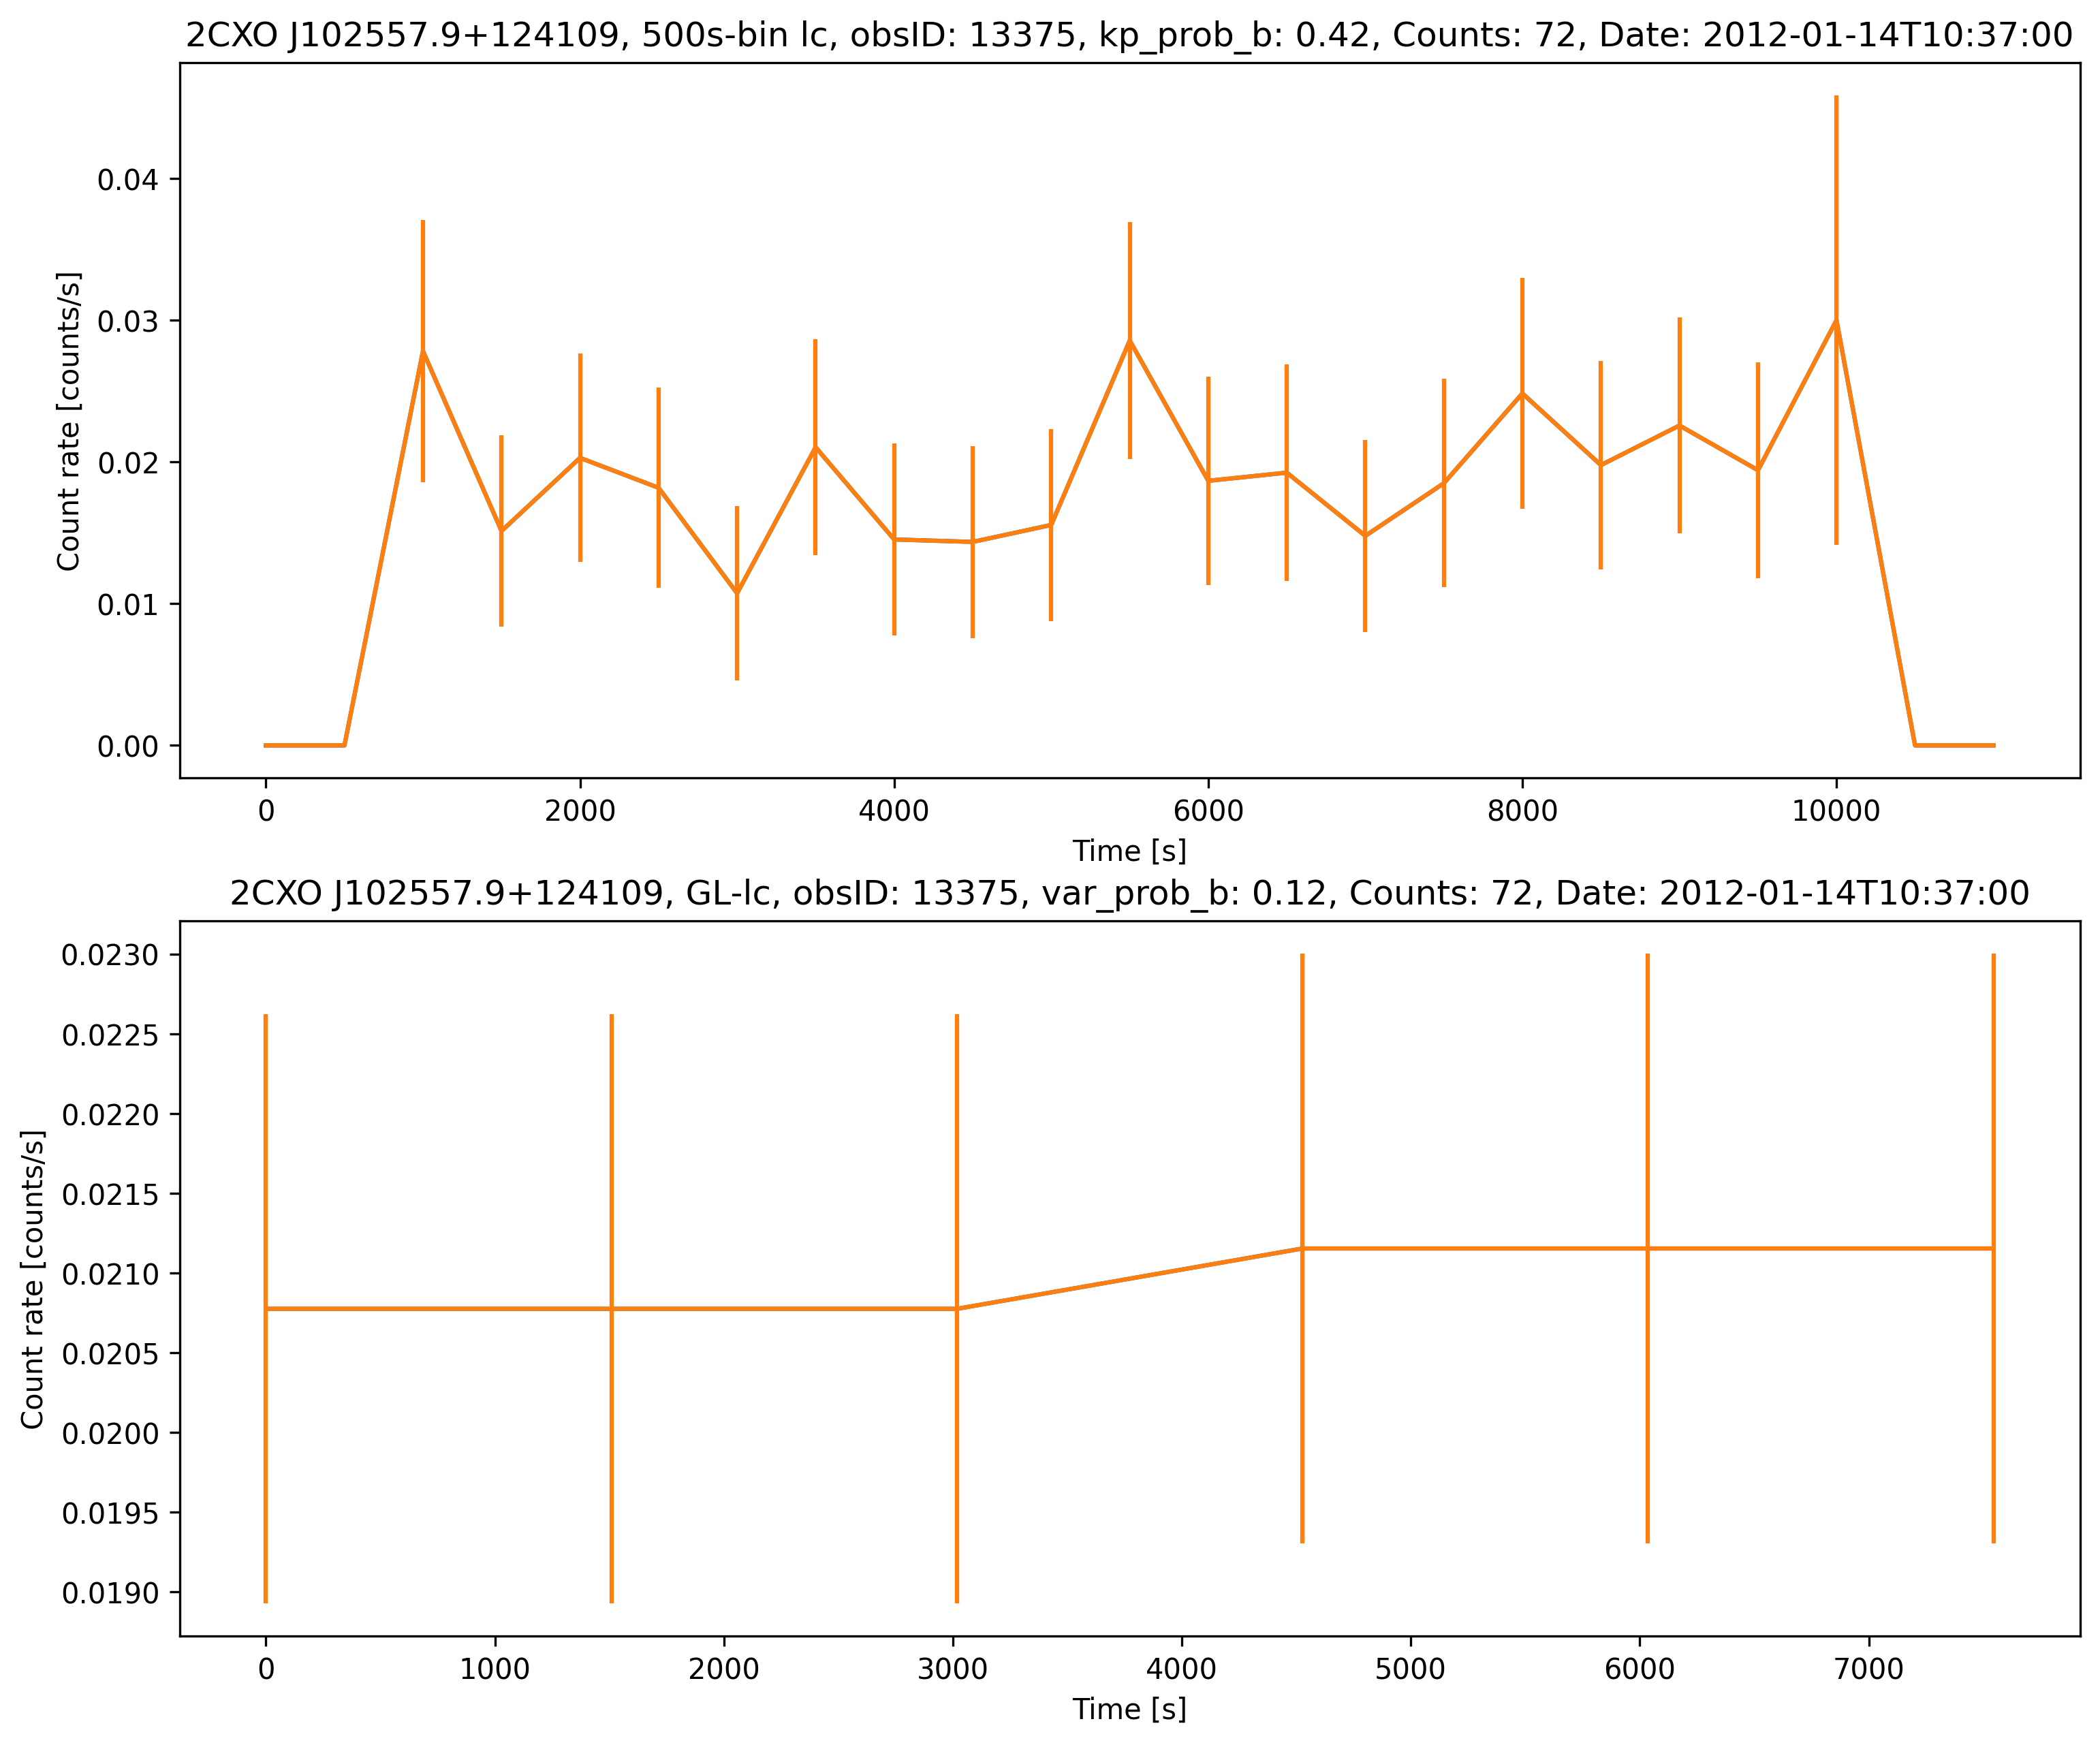 2CXO J102557.9+124109, 500s-bin lc, obsID: 13375, kp_prob_b: 0.42, Counts: 72, Date: 2012-01-14T10:37:00
Count rate [counts/s]
0.04
0.03
0.02
0.01
0.00
0 2000 4000 6000 8000 10000
Time [s]
2CXO J102557.9+124109, GL-lc, obsID: 13375, var_prob_b: 0.12, Counts: 72, Date: 2012-01-14T10:37:00
Count rate [counts/s]
0.0230
0.0225
0.0220
0.0215
0.0210
0.0205
0.0200
0.0195
0.0190
0 1000 2000 3000 4000 5000 6000 7000
Time [s]